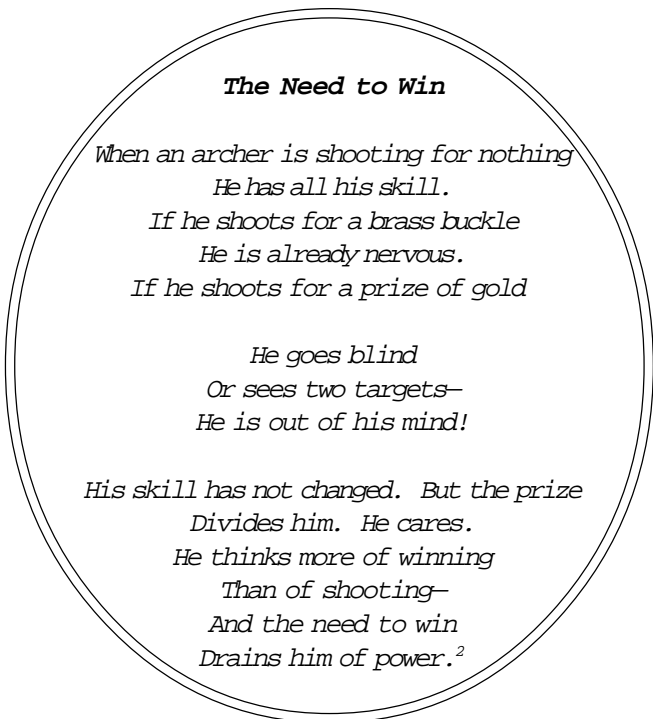 The Need to Win
When an archer is shooting for nothing
He has all his skill.
If he shoots for a brass buckle
He is already nervous.
If he shoots for a prize of gold
He goes blind
Or sees two targets—
He is out of his mind!
His skill has not changed.  But the prize
Divides him.  He cares.
He thinks more of winning
Than of shooting—
And the need to win
Drains him of power.²